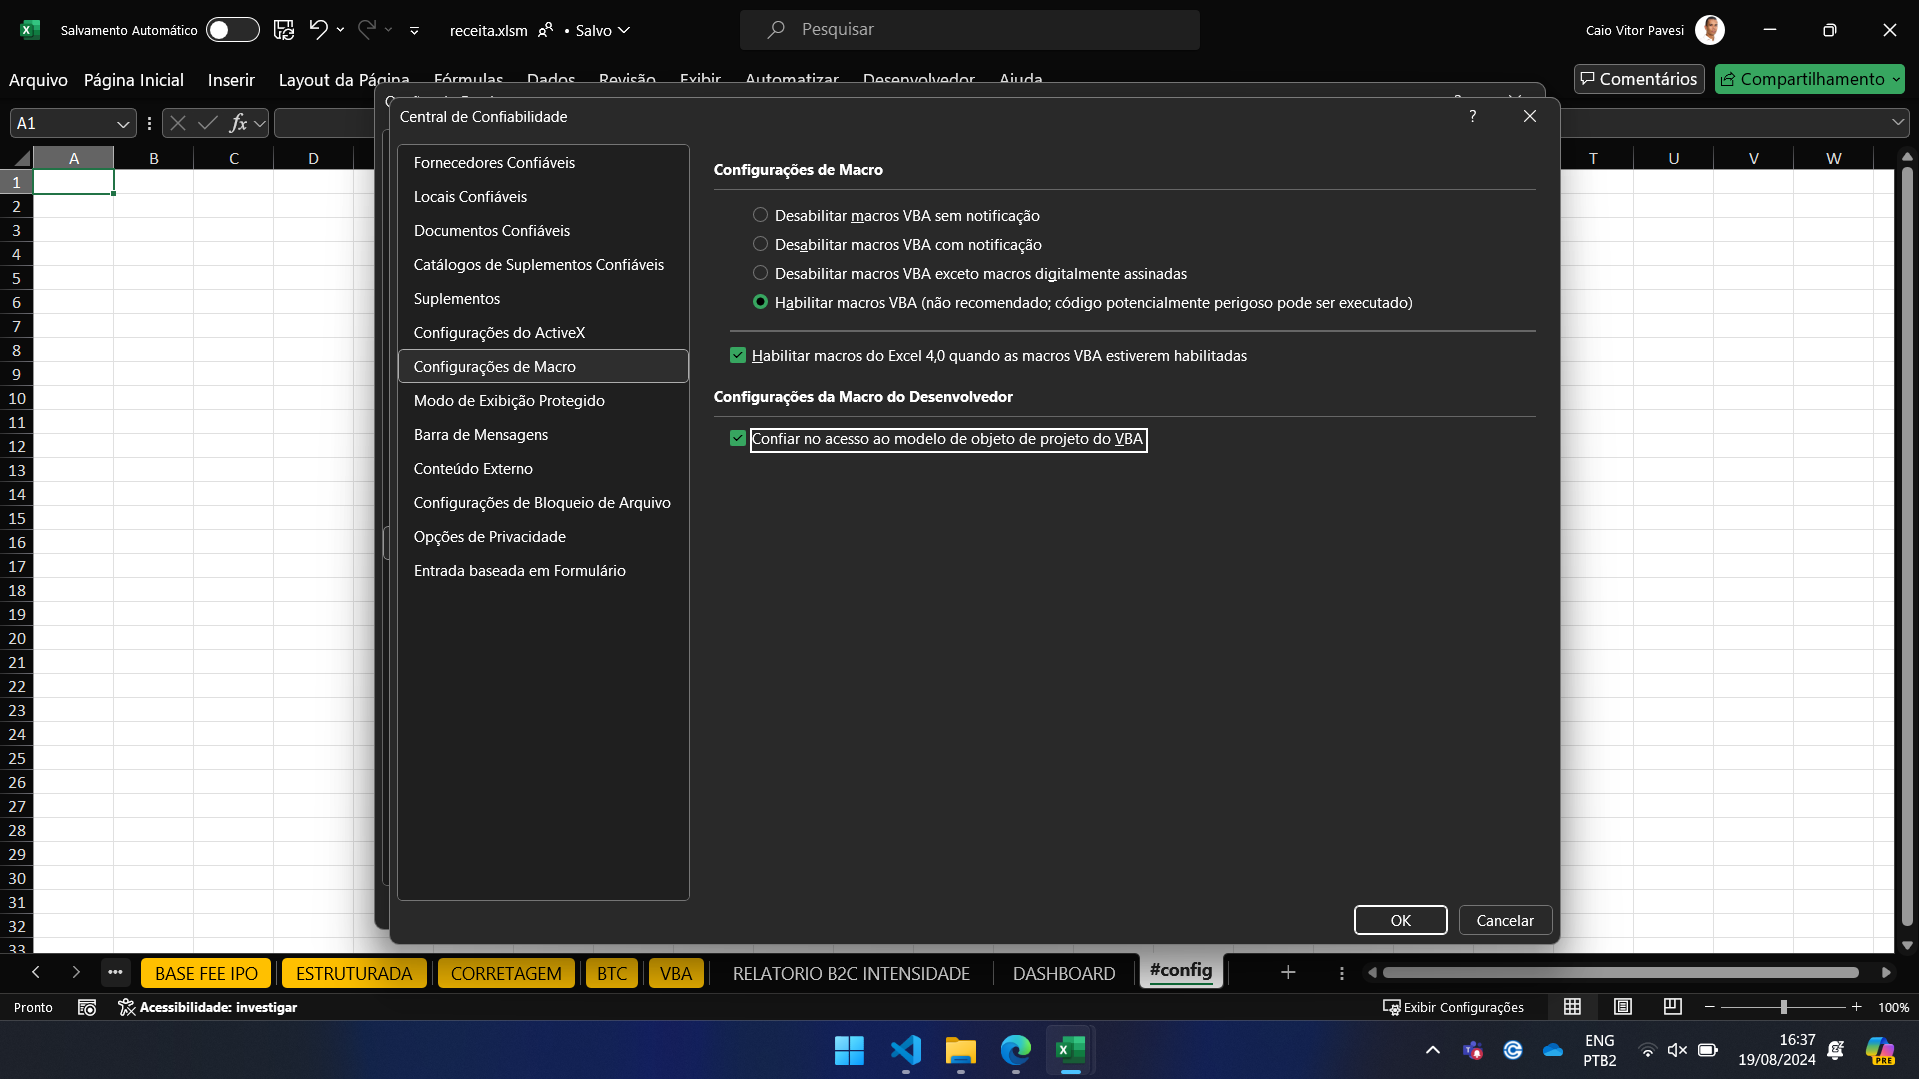 Salvamento Automático
receita.xlsm • Salvo
Pesquisar
Caio Vitor Pavesi
Arquivo Página Inicial Inserir Layout da Página Fórmulas Dados Revisão Exibir Automatizar Desenvolvedor Ajuda
Comentários
Compartilhamento
A1
fx
A B C D T U V W
1
2
3
4
5
6
7
8
9
10
11
12
13
14
15
16
17
18
19
20
21
22
23
24
25
26
27
28
29
30
31
32
33
Central de Confiabilidade
?
Fornecedores Confiáveis
Locais Confiáveis
Documentos Confiáveis
Catálogos de Suplementos Confiáveis
Suplementos
Configurações do ActiveX
Configurações de Macro
Modo de Exibição Protegido
Barra de Mensagens
Conteúdo Externo
Configurações de Bloqueio de Arquivo
Opções de Privacidade
Entrada baseada em Formulário
Configurações de Macro
Desabilitar macros VBA sem notificação
Desabilitar macros VBA com notificação
Desabilitar macros VBA exceto macros digitalmente assinadas
Habilitar macros VBA (não recomendado; código potencialmente perigoso pode ser executado)
Habilitar macros do Excel 4,0 quando as macros VBA estiverem habilitadas
Configurações da Macro do Desenvolvedor
Confiar no acesso ao modelo de objeto de projeto do VBA
OK
Cancelar
BASE FEE IPO ESTRUTURADA CORRETAGEM BTC VBA RELATORIO B2C INTENSIDADE DASHBOARD #config
Pronto
Acessibilidade: investigar
Exibir Configurações
100%
ENG
PTB2
16:37
19/08/2024
PRE